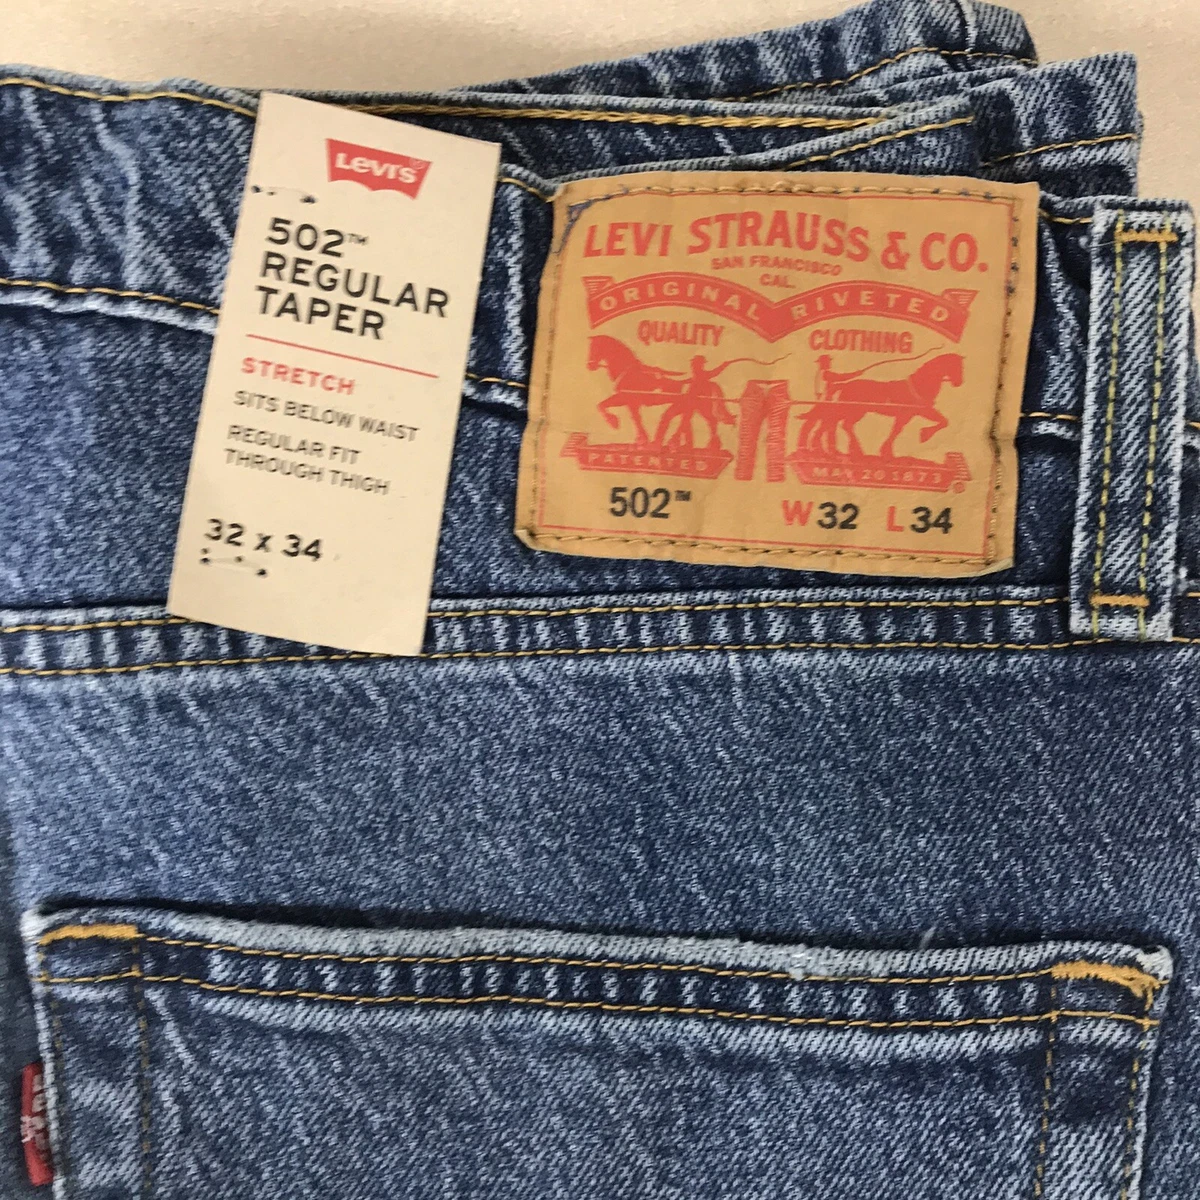 Levi's
502™
REGULAR
TAPER
STRETCH
SITS BELOW WAIST
REGULAR FIT
THROUGH THIGH
32 x 34
LEVI STRAUSS & CO.
SAN FRANCISCO
CAL.
ORIGINAL RIVETED
QUALITY CLOTHING
PATENTED MAY 20 1873 ®
502™ W32 L34